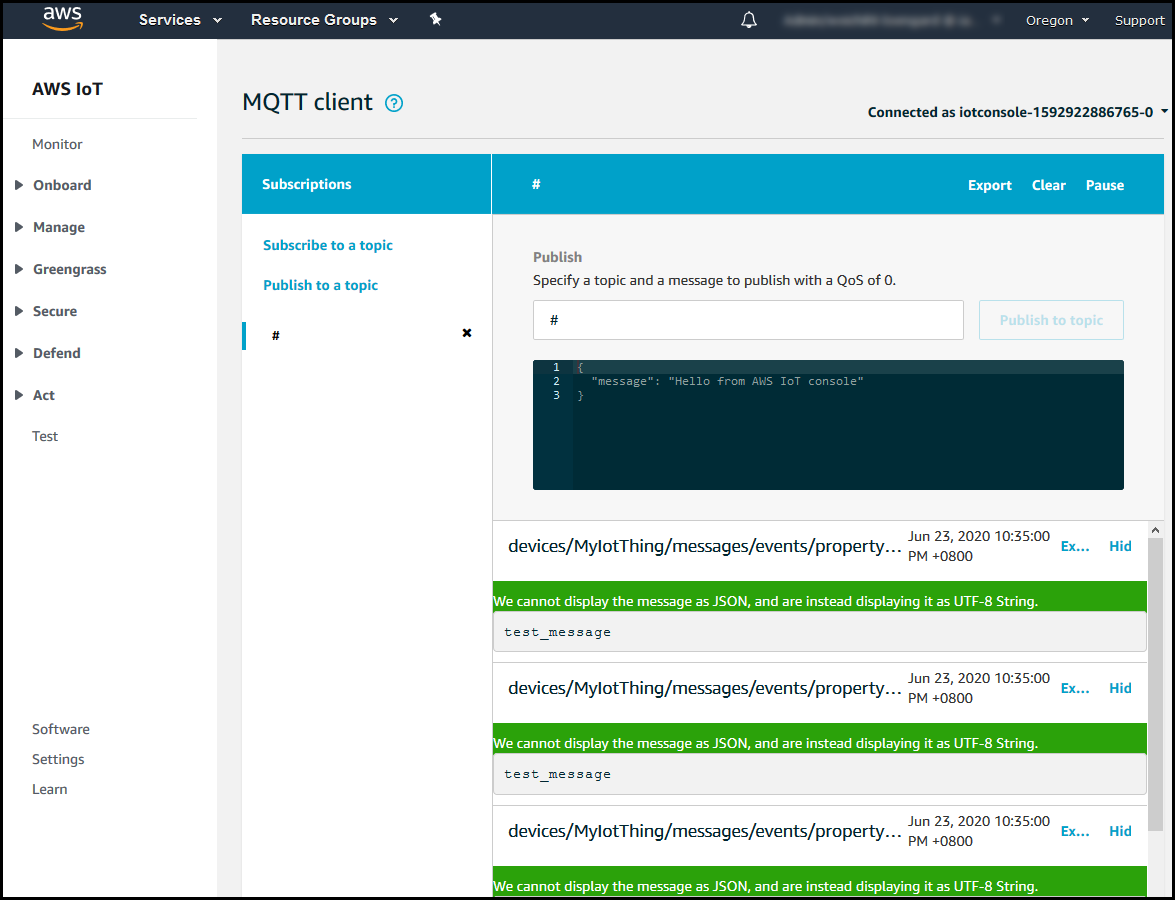 aws Services Resource Groups Oregon Support
AWS IoT
Monitor
Onboard
Manage
Greengrass
Secure
Defend
Act
Test
Software
Settings
Learn
MQTT client ?
Connected as iotconsole-1592922886765-0
Subscriptions
Subscribe to a topic
Publish to a topic
#
# Export Clear Pause
Publish
Specify a topic and a message to publish with a QoS of 0.
# Publish to topic
1 {
2 "message": "Hello from AWS IoT console"
3 }
devices/MyIotThing/messages/events/property... Jun 23, 2020 10:35:00 PM +0800 Ex... Hid
We cannot display the message as JSON, and are instead displaying it as UTF-8 String.
test_message
devices/MyIotThing/messages/events/property... Jun 23, 2020 10:35:00 PM +0800 Ex... Hid
We cannot display the message as JSON, and are instead displaying it as UTF-8 String.
test_message
devices/MyIotThing/messages/events/property... Jun 23, 2020 10:35:00 PM +0800 Ex... Hid
We cannot display the message as JSON, and are instead displaying it as UTF-8 String.